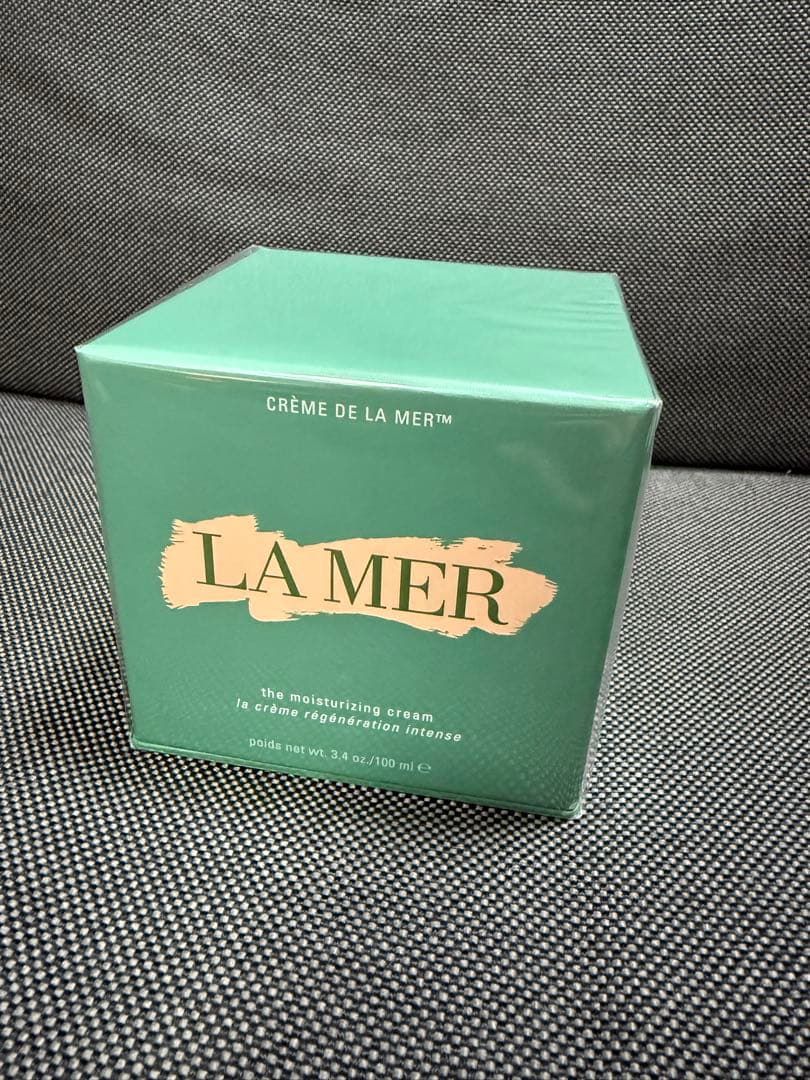 CRÈME DE LA MER™
LA MER
the moisturizing cream
la crème régénération intense
poids net wt. 3.4 oz./100 ml ℮